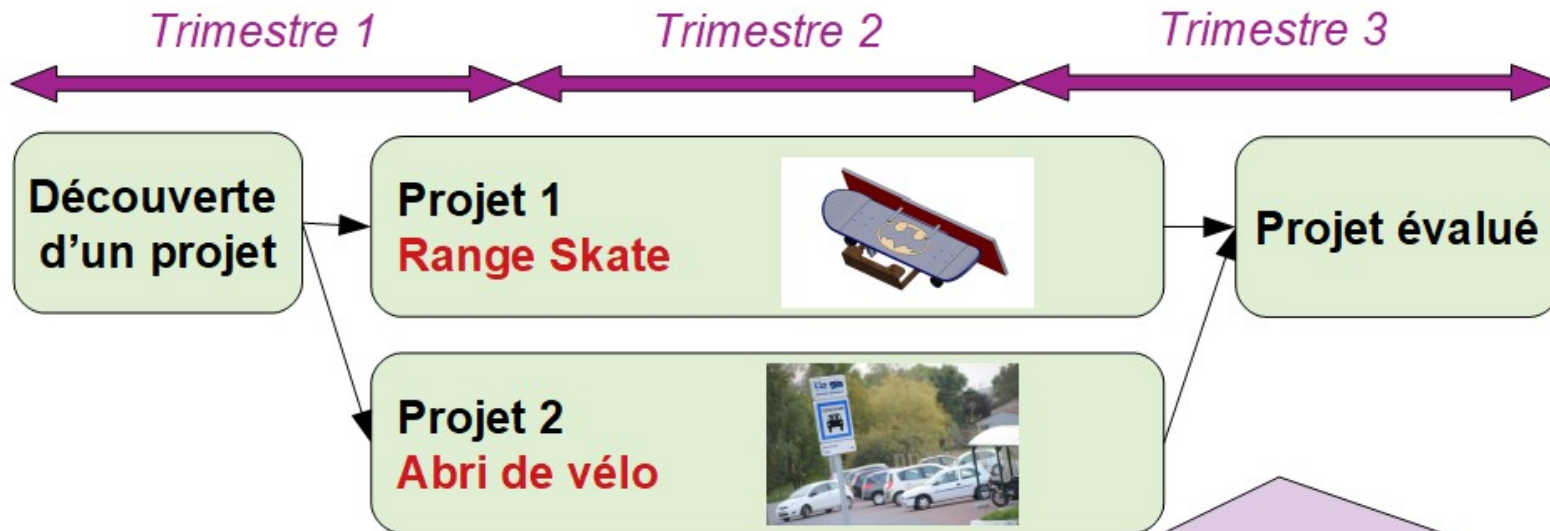 Trimestre 1
Trimestre 2
Trimestre 3
Découverte
d'un projet
Projet 1
Range Skate
Projet évalué
Projet 2
Abri de vélo